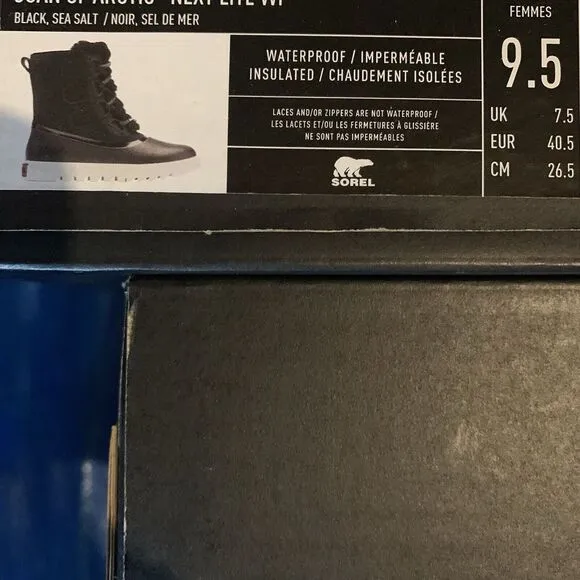 BLACK, SEA SALT / NOIR, SEL DE MER
WATERPROOF / IMPERMÉABLE
INSULATED / CHAUDEMENT ISOLÉES
LACES AND/OR ZIPPERS ARE NOT WATERPROOF /
LES LACETS ET/OU LES FERMETURES À GLISSIÈRE
NE SONT PAS IMPERMÉABLES
SOREL
FEMMES
9.5
UK 7.5
EUR 40.5
CM 26.5